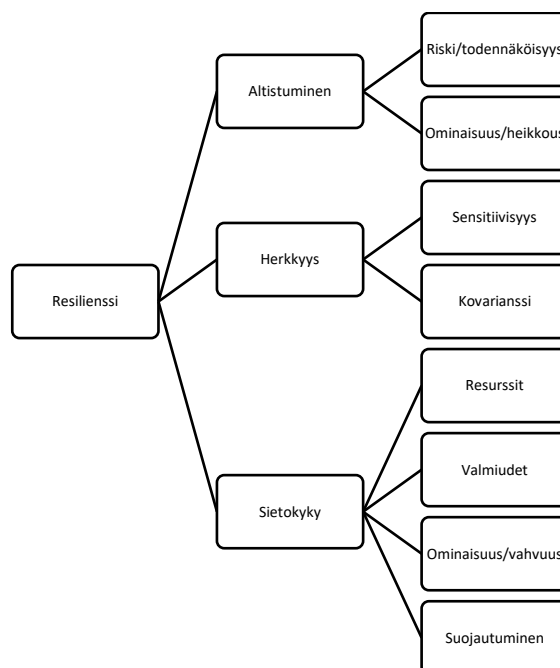 Riski/todennäköisyys
Altistuminen
Ominaisuus/heikkous
Sensitiivisyys
Herkkyys
Kovarianssi
Resilienssi
Resurssit
Valmiudet
Sietokyky
Ominaisuus/vahvuus
Suojautuminen